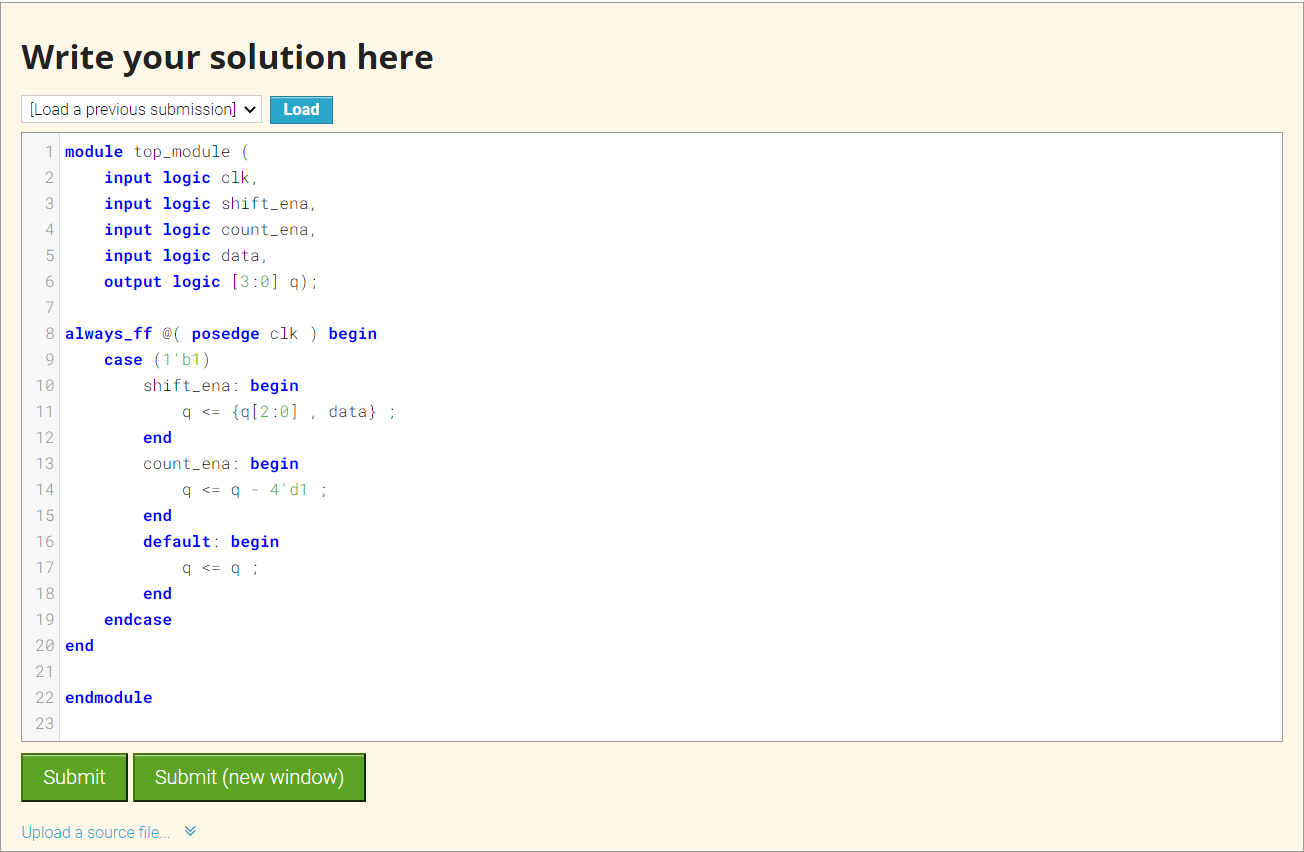 Write your solution here
[Load a previous submission] Load
1 module top_module (
2     input logic clk,
3     input logic shift_ena,
4     input logic count_ena,
5     input logic data,
6     output logic [3:0] q);
7
8 always_ff @( posedge clk ) begin
9     case (1'b1)
10         shift_ena: begin
11             q <= {q[2:0] , data} ;
12         end
13         count_ena: begin
14             q <= q - 4'd1 ;
15         end
16         default: begin
17             q <= q ;
18         end
19     endcase
20 end
21
22 endmodule
23
Submit Submit (new window)
Upload a source file...